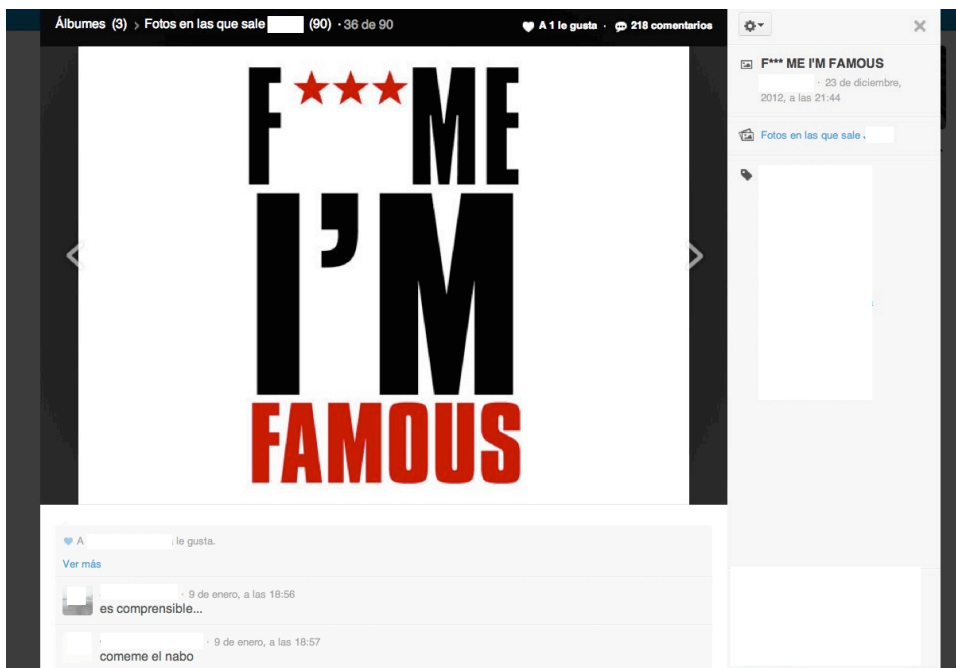 Álbumes (3) > Fotos en las que sale (90) · 36 de 90
A 1 le gusta · 218 comentarios
F***ME
I'M
FAMOUS
F*** ME I'M FAMOUS
· 23 de diciembre,
2012, a las 21:44
Fotos en las que sale
A le gusta.
Ver más
· 9 de enero, a las 18:56
es comprensible...
· 9 de enero, a las 18:57
comeme el nabo